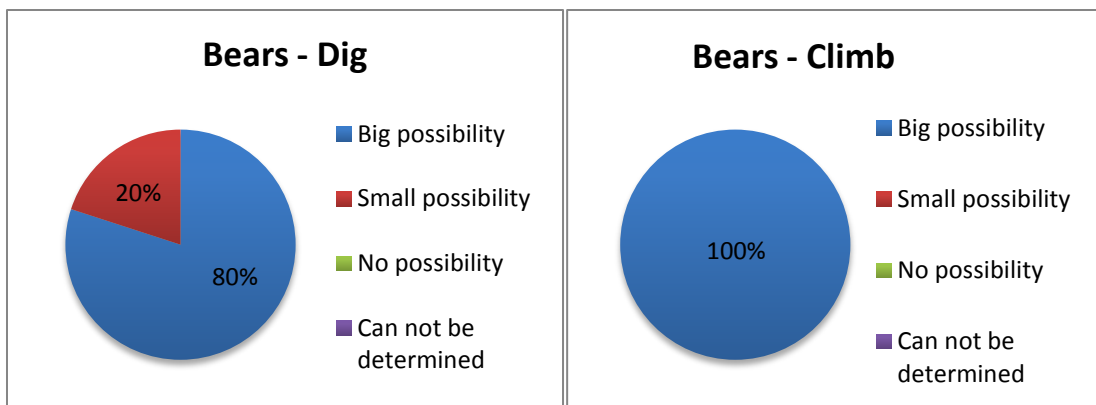 Bears - Dig
20%
80%
Big possibility
Small possibility
No possibility
Can not be
determined
Bears - Climb
100%
Big possibility
Small possibility
No possibility
Can not be
determined